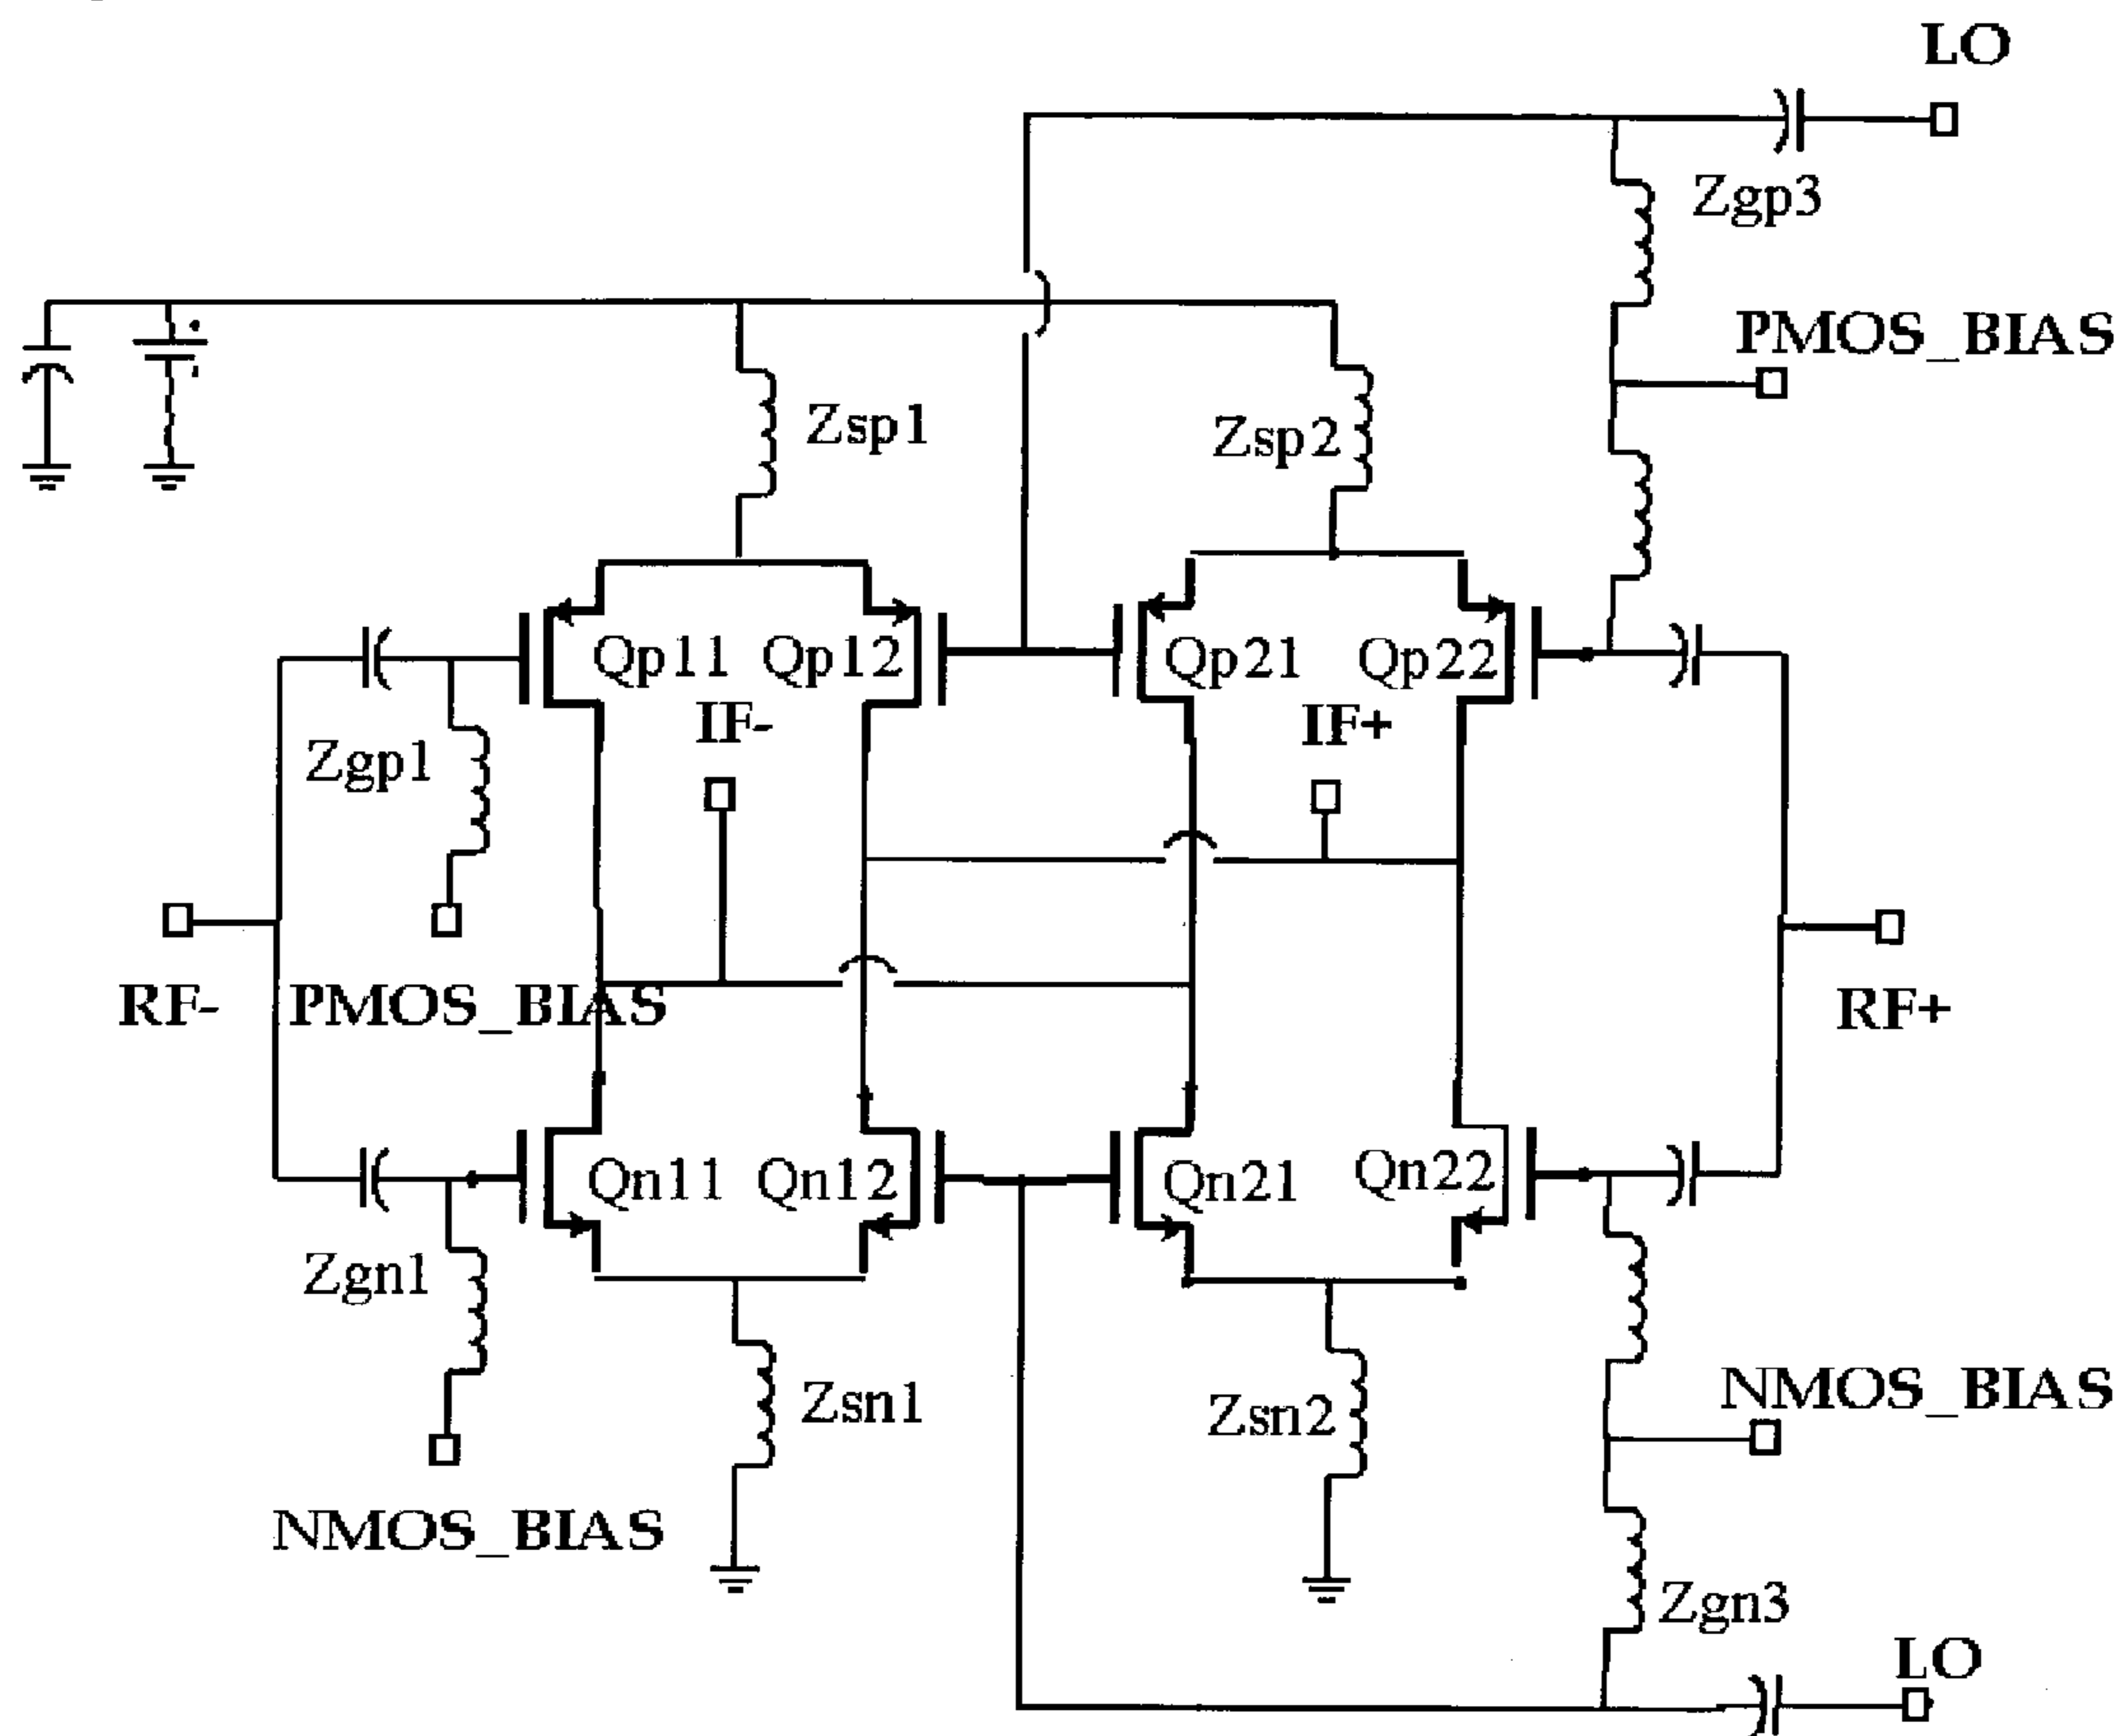 LO
Zgp3
PMOS_BIAS
Zsp1
Zsp2
Qp11
Qp12
Qp21
Qp22
IF-
IF+
Zgp1
RF-
PMOS_BIAS
RF+
Qn11
Qn12
Qn21
Qn22
Zgn1
Zsn1
Zsn2
NMOS_BIAS
NMOS_BIAS
Zgn3
LO